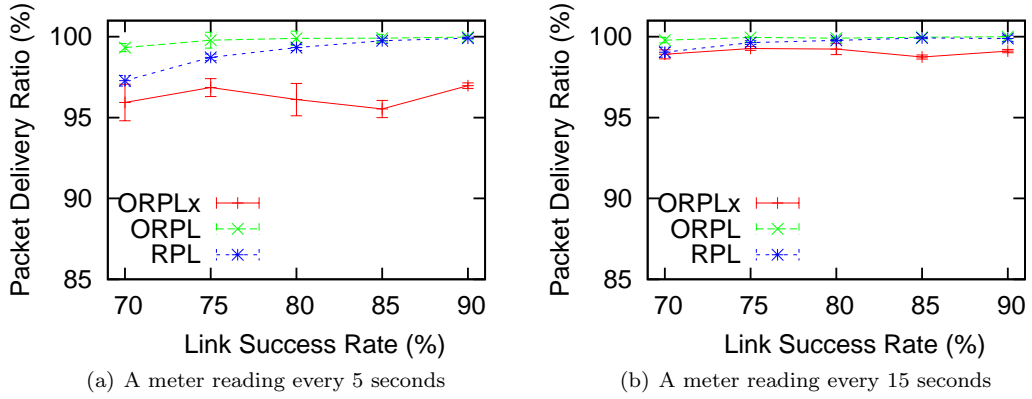 Packet Delivery Ratio (%)
100
95
90
85
ORPLx
ORPL
RPL
70 75 80 85 90
Link Success Rate (%)
(a) A meter reading every 5 seconds
Packet Delivery Ratio (%)
100
95
90
85
ORPLx
ORPL
RPL
70 75 80 85 90
Link Success Rate (%)
(b) A meter reading every 15 seconds